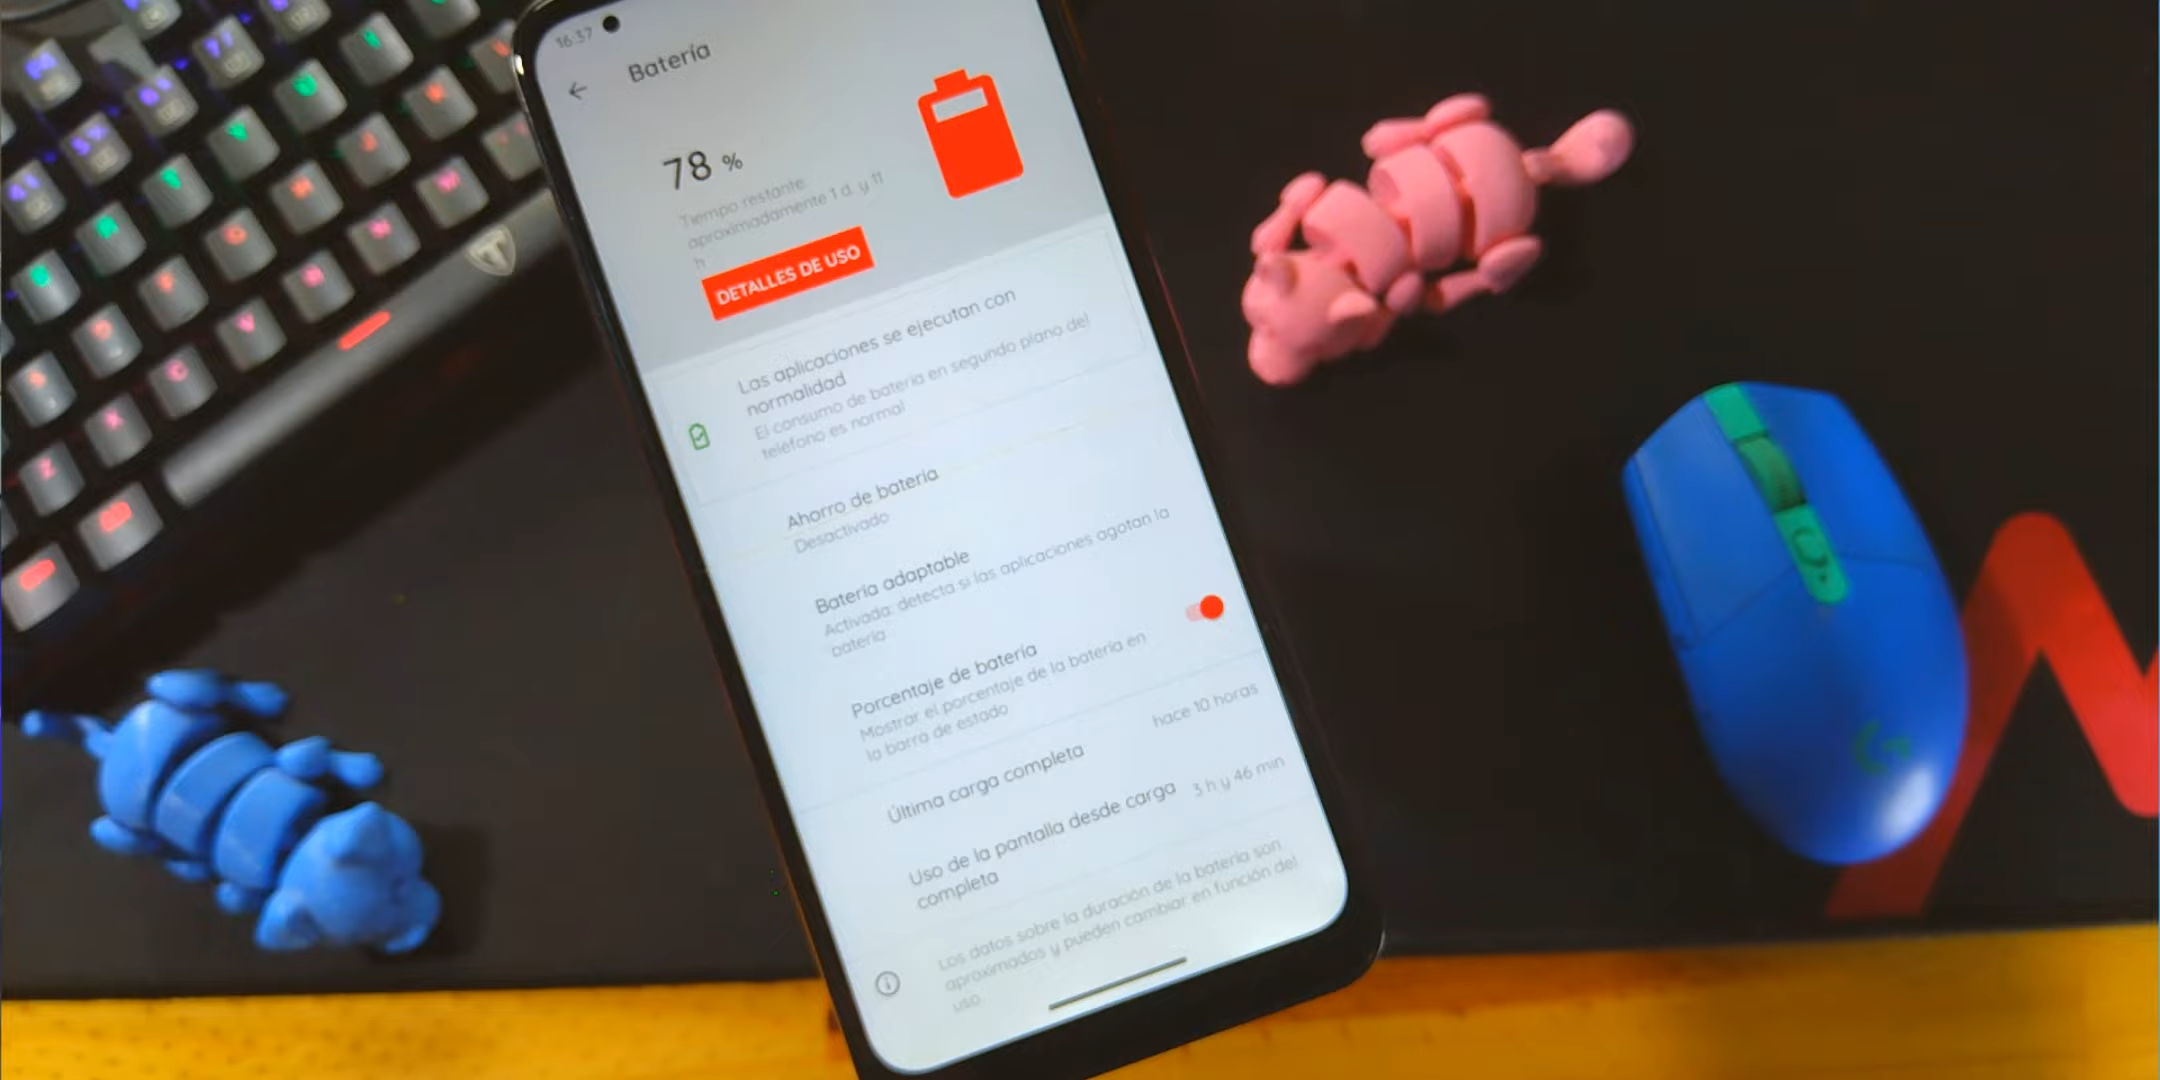 16:37
Batería
78 %
Tiempo restante:
aproximadamente 1 d. y 11
h
DETALLES DE USO
Las aplicaciones se ejecutan con
normalidad
El consumo de batería en segundo plano del
teléfono es normal
Ahorro de batería
Desactivado
Batería adaptable
Activada: detecta si las aplicaciones agotan la
batería
Porcentaje de batería
Mostrar el porcentaje de la batería en
la barra de estado
Última carga completa
hace 10 horas
Uso de la pantalla desde carga
completa
3 h y 46 min
Los datos sobre la duración de la batería son
aproximados y pueden cambiar en función del
uso